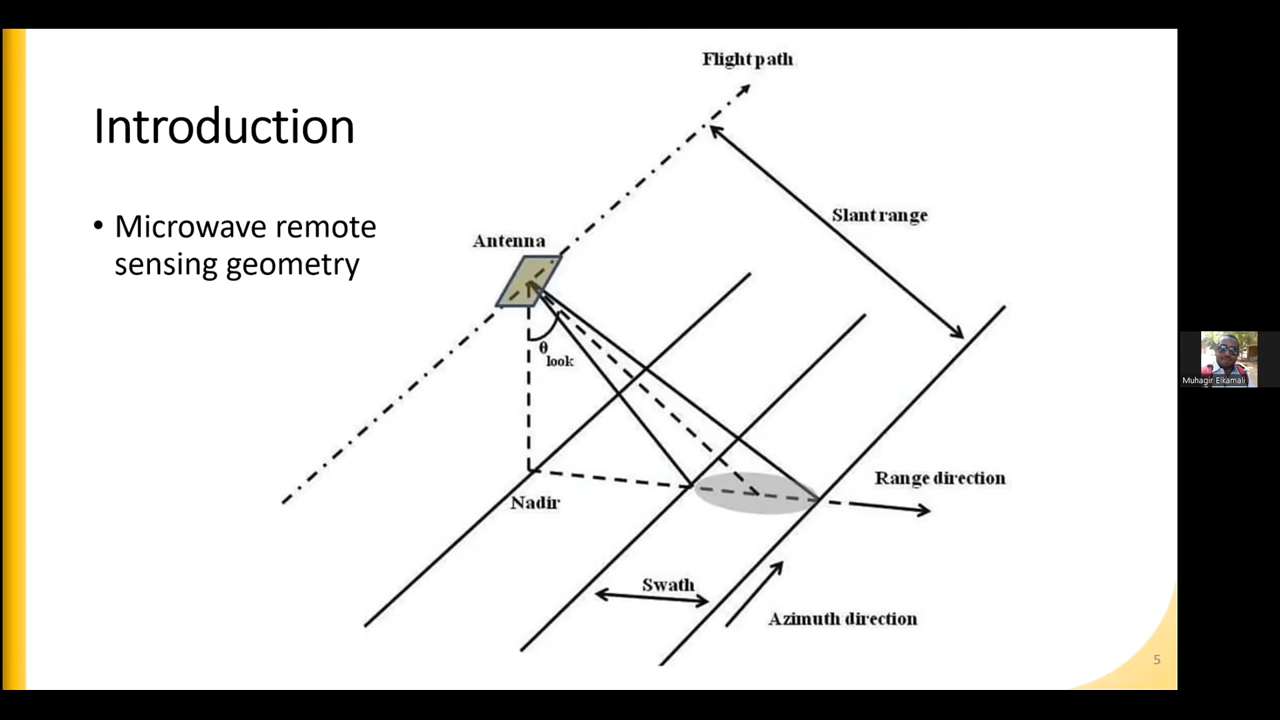 Introduction
• Microwave remote
sensing geometry
Flight path
Slant range
Antenna
θ
look
Nadir
Range direction
Swath
Azimuth direction
5
Muhagir Elkamali